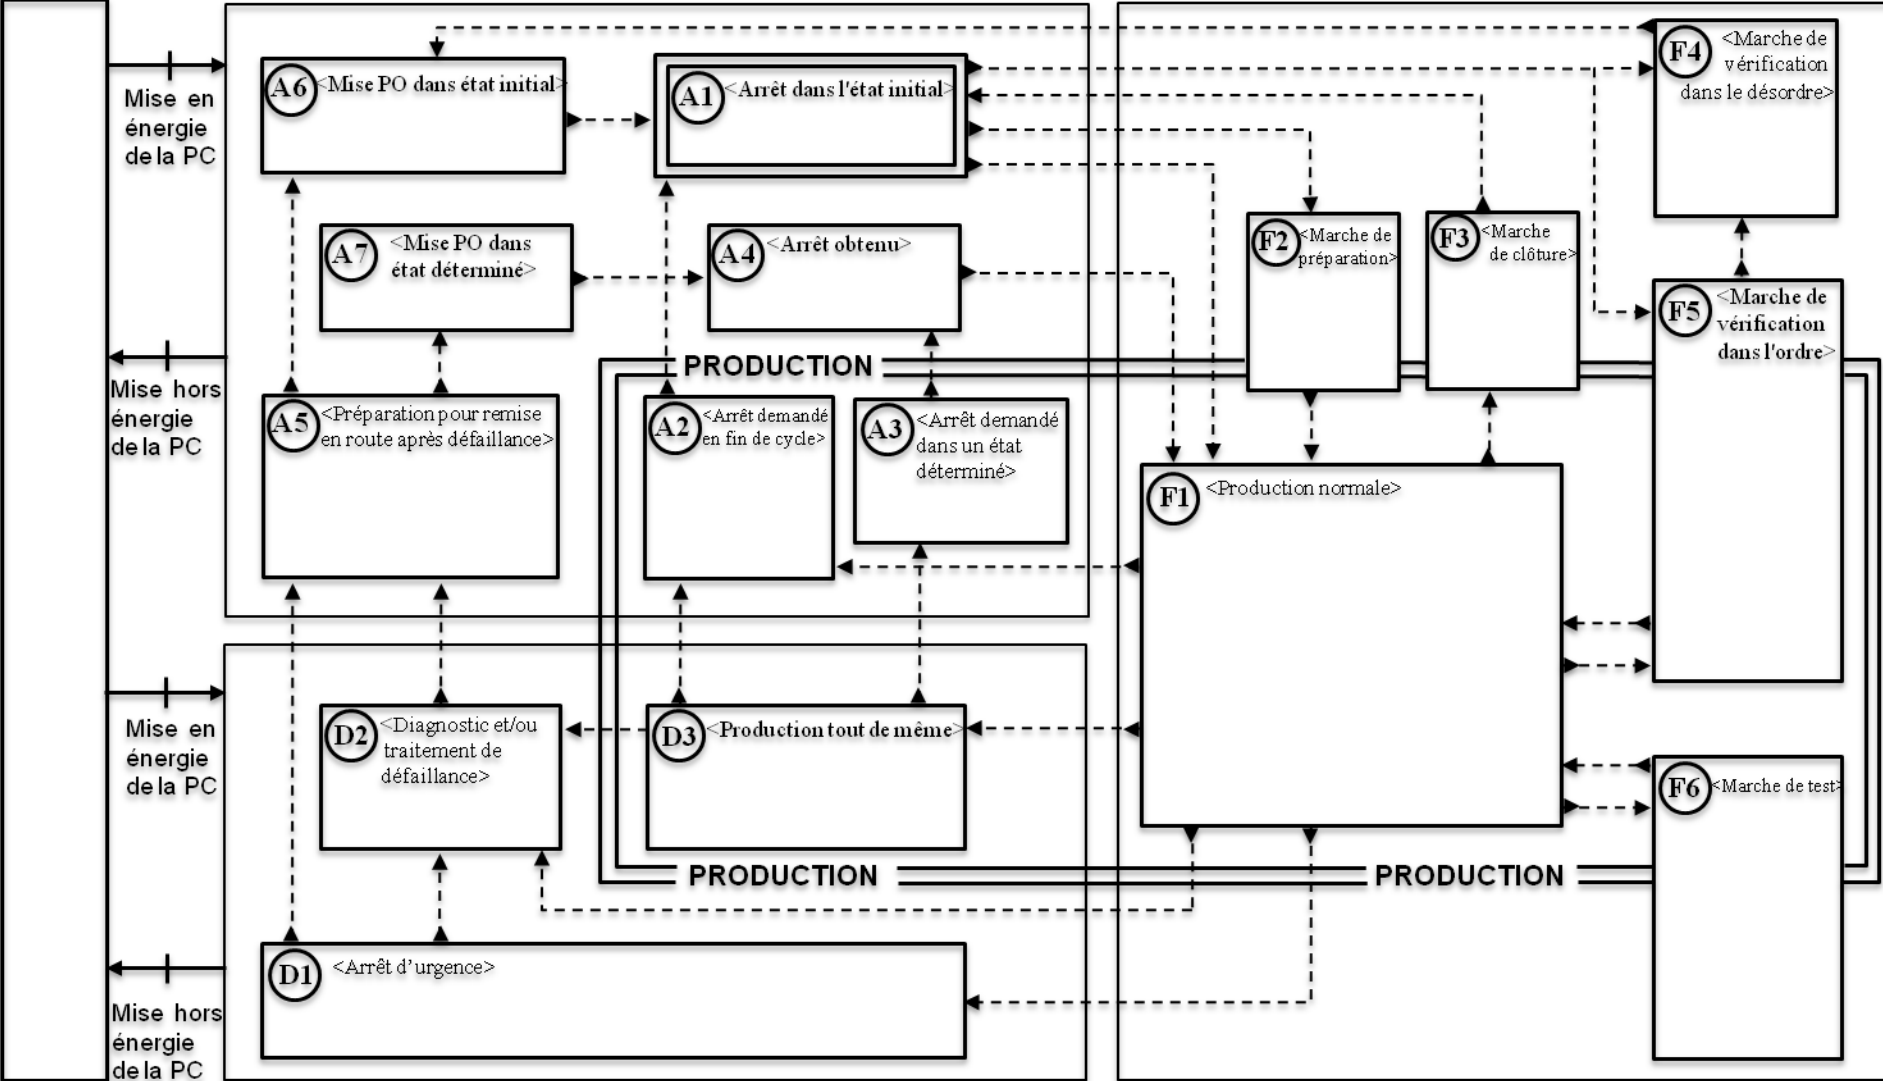 Mise en
énergie
de la PC
Mise hors
énergie
de la PC
Mise en
énergie
de la PC
Mise hors
énergie
de la PC
A6
<Mise PO dans état initial>
A1
<Arrêt dans l'état initial>
A7
<Mise PO dans
état déterminé>
A4
<Arrêt obtenu>
A5
<Préparation pour remise
en route après défaillance>
A2
<Arrêt demandé
en fin de cycle>
A3
<Arrêt demandé
dans un état
déterminé>
D2
<Diagnostic et/ou
traitement de
défaillance>
D3
<Production tout de même>
D1
<Arrêt d’urgence>
F4
<Marche de
vérification
dans le désordre>
F2
<Marche de
préparation>
F3
<Marche
de clôture>
F5
<Marche de
vérification
dans l'ordre>
F1
<Production normale>
F6
<Marche de test>
PRODUCTION
PRODUCTION
PRODUCTION